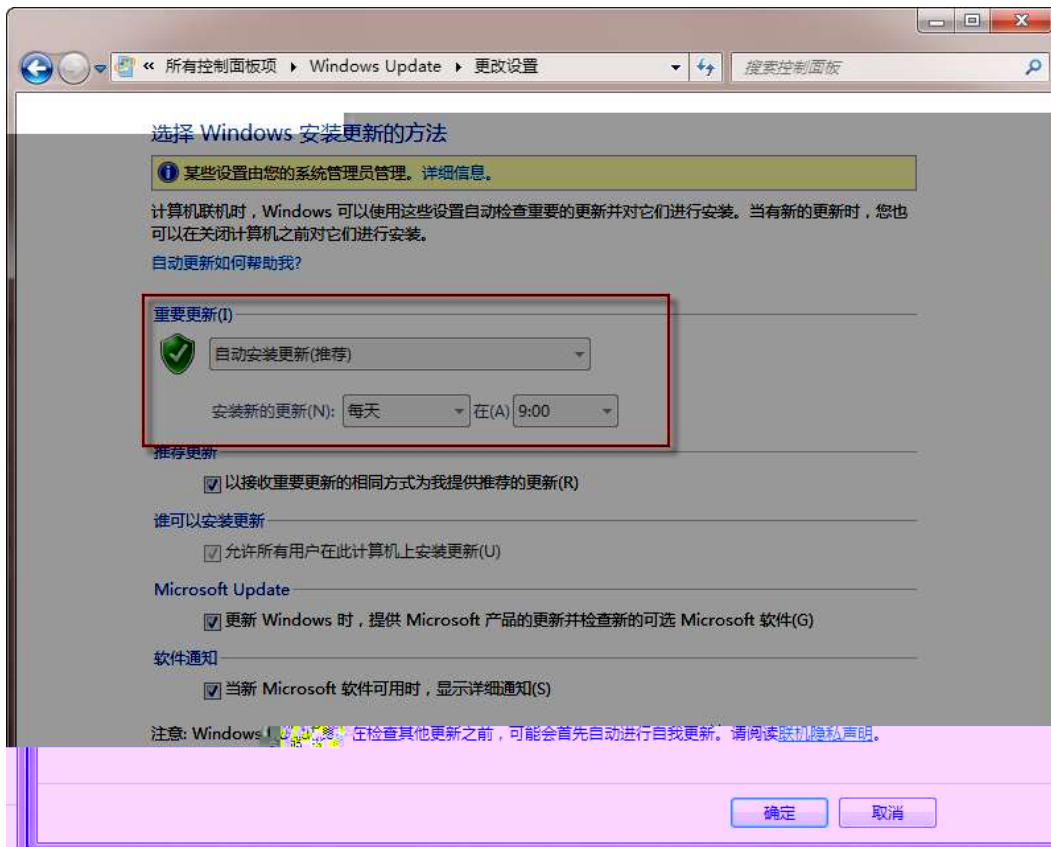 « 所有控制面板项 ▸ Windows Update ▸ 更改设置
搜索控制面板
选择 Windows 安装更新的方法
某些设置由您的系统管理员管理。详细信息。
计算机联机时，Windows 可以使用这些设置自动检查重要的更新并对它们进行安装。当有新的更新时，您也
可以在关闭计算机之前对它们进行安装。
自动更新如何帮助我?
重要更新(I)
自动安装更新(推荐)
安装新的更新(N): 每天 在(A) 9:00
推荐更新
以接收重要更新的相同方式为我提供推荐的更新(R)
谁可以安装更新
允许所有用户在此计算机上安装更新(U)
Microsoft Update
更新 Windows 时，提供 Microsoft 产品的更新并检查新的可选 Microsoft 软件(G)
软件通知
当新 Microsoft 软件可用时，显示详细通知(S)
注意: Windows 在检查其他更新之前，可能会首先自动进行自我更新。请阅读联机隐私声明。
确定 取消